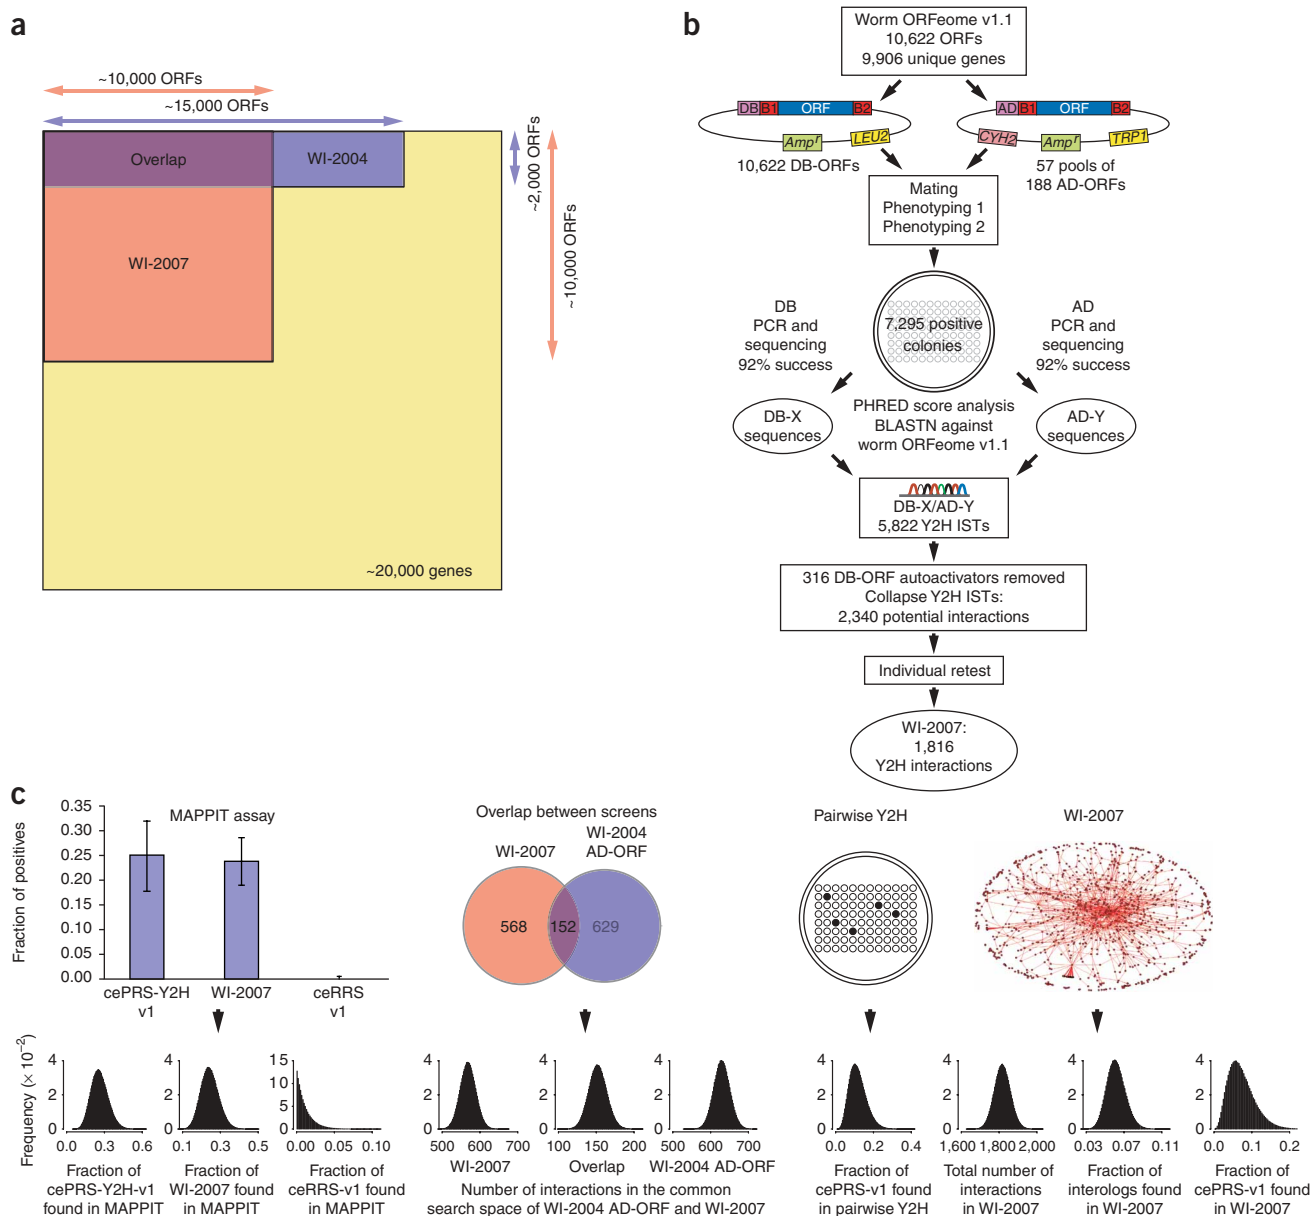 a
~10,000 ORFs
~15,000 ORFs
Overlap
WI-2004
~2,000 ORFs
~10,000 ORFs
WI-2007
~20,000 genes
b
Worm ORFeome v1.1
10,622 ORFs
9,906 unique genes
DB B1 ORF B2
Ampr LEU2
10,622 DB-ORFs
AD B1 ORF B2
CYH2 Ampr TRP1
57 pools of
188 AD-ORFs
Mating
Phenotyping 1
Phenotyping 2
7,295 positive
colonies
DB
PCR and
sequencing
92% success
AD
PCR and
sequencing
92% success
DB-X
sequences
PHRED score analysis
BLASTN against
worm ORFeome v1.1
AD-Y
sequences
DB-X/AD-Y
5,822 Y2H ISTs
316 DB-ORF autoactivators removed
Collapse Y2H ISTs:
2,340 potential interactions
Individual retest
WI-2007:
1,816
Y2H interactions
c
Fraction of positives
0.35
0.30
0.25
0.20
0.15
0.10
0.05
0.00
MAPPIT assay
cePRS-Y2H
v1
WI-2007
ceRRS
v1
Overlap between screens
WI-2007
WI-2004
AD-ORF
568
152
629
Pairwise Y2H
WI-2007
Frequency (× 10−2)
4
2
0
0.0 0.3 0.6
Fraction of
cePRS-Y2H-v1
found in MAPPIT
4
2
0
0.1 0.3 0.5
Fraction of
WI-2007 found
in MAPPIT
15
10
5
0
0.00 0.05 0.10
Fraction of
ceRRS-v1 found
in MAPPIT
4
2
0
500 600 700
WI-2007
4
2
0
100 150 200
Overlap
4
2
0
500 600 700
WI-2004 AD-ORF
Number of interactions in the common
search space of WI-2004 AD-ORF and WI-2007
4
2
0
0.0 0.2 0.4
Fraction of
cePRS-v1 found
in pairwise Y2H
4
2
0
1,600 1,800 2,000
Total number of
interactions
in WI-2007
4
2
0
0.03 0.07 0.11
Fraction of
interologs found
in WI-2007
4
2
0
0.0 0.1 0.2
Fraction of
cePRS-v1 found
in WI-2007